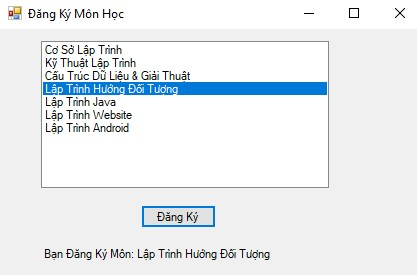 Đăng Ký Môn Học
Cơ Sở Lập Trình
Kỹ Thuật Lập Trình
Cấu Trúc Dữ Liệu & Giải Thuật
Lập Trình Hướng Đối Tượng
Lập Trình Java
Lập Trình Website
Lập Trình Android
Đăng Ký
Bạn Đăng Ký Môn: Lập Trình Hướng Đối Tượng